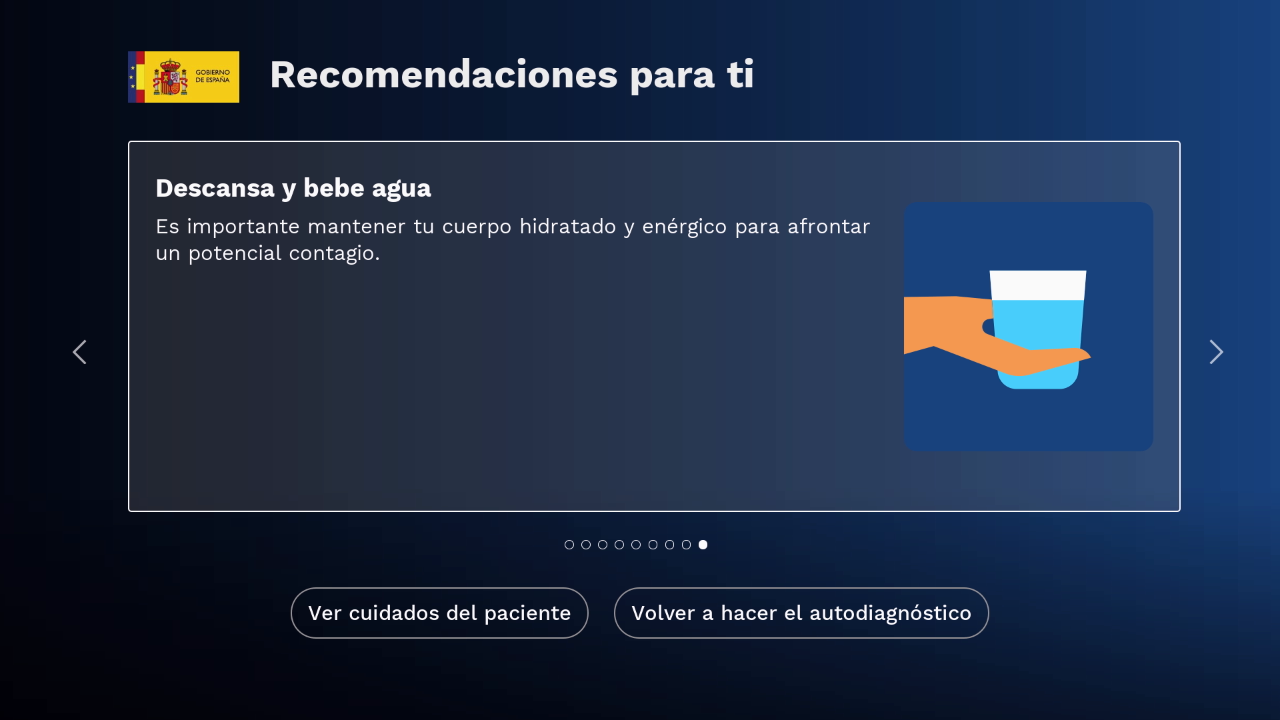 GOBIERNO
DE ESPAÑA
Recomendaciones para ti
Descansa y bebe agua
Es importante mantener tu cuerpo hidratado y enérgico para afrontar
un potencial contagio.
Ver cuidados del paciente
Volver a hacer el autodiagnóstico